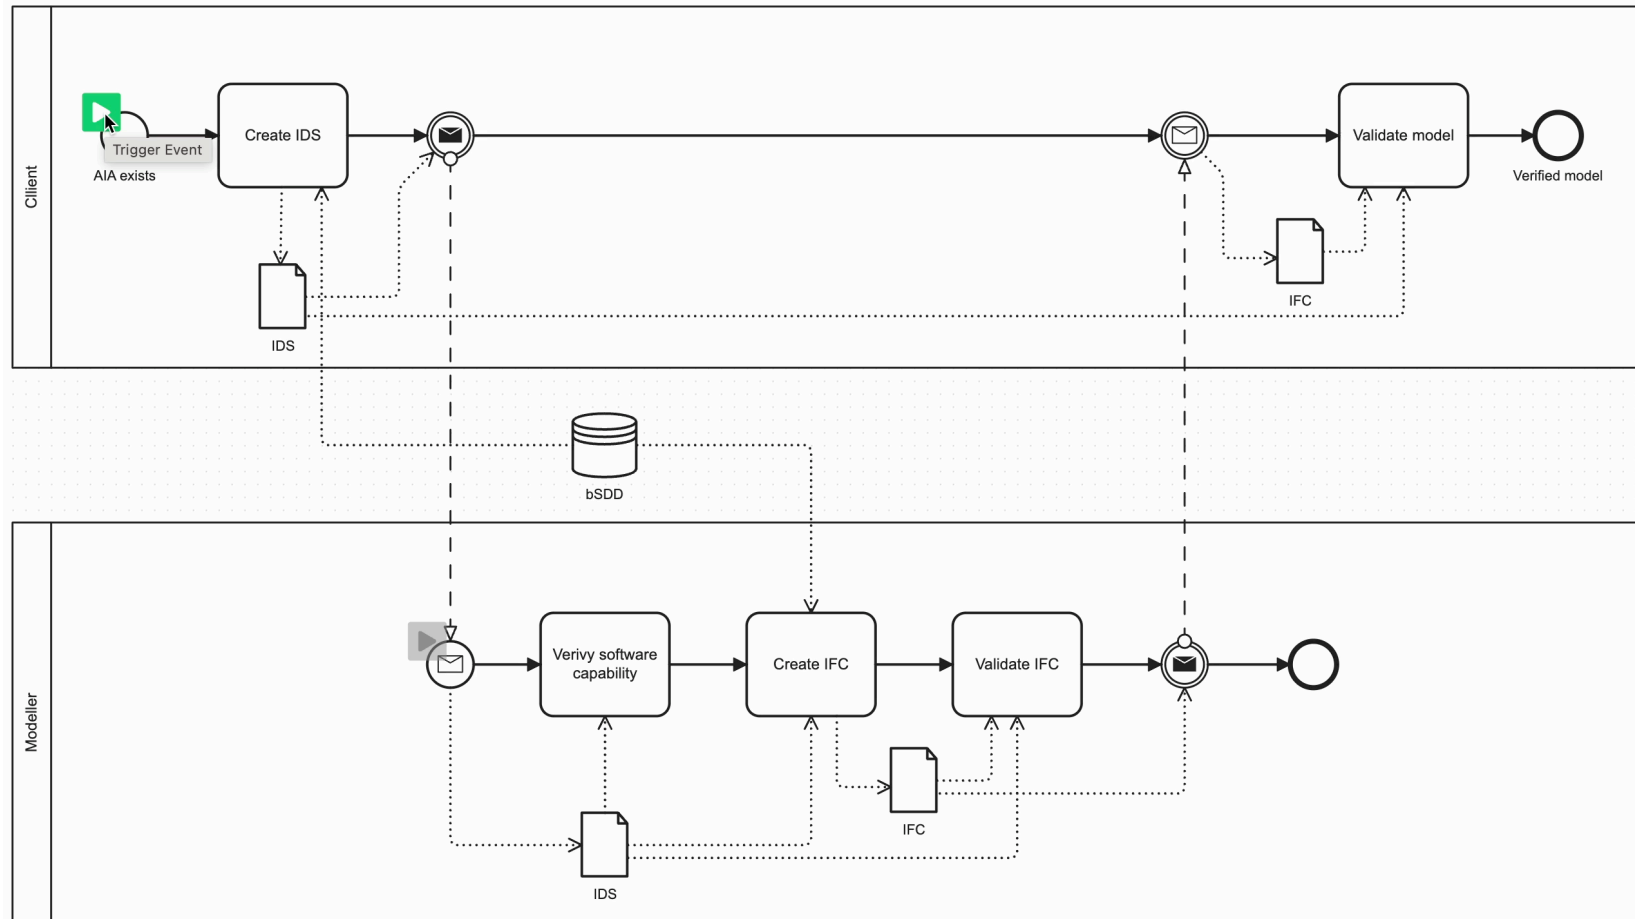 Cllient
Create IDS
Trigger Event
AIA exists
IDS
Validate model
Verified model
IFC
bSDD
Modeller
Verivy software
capability
Create IFC
Validate IFC
IFC
IDS